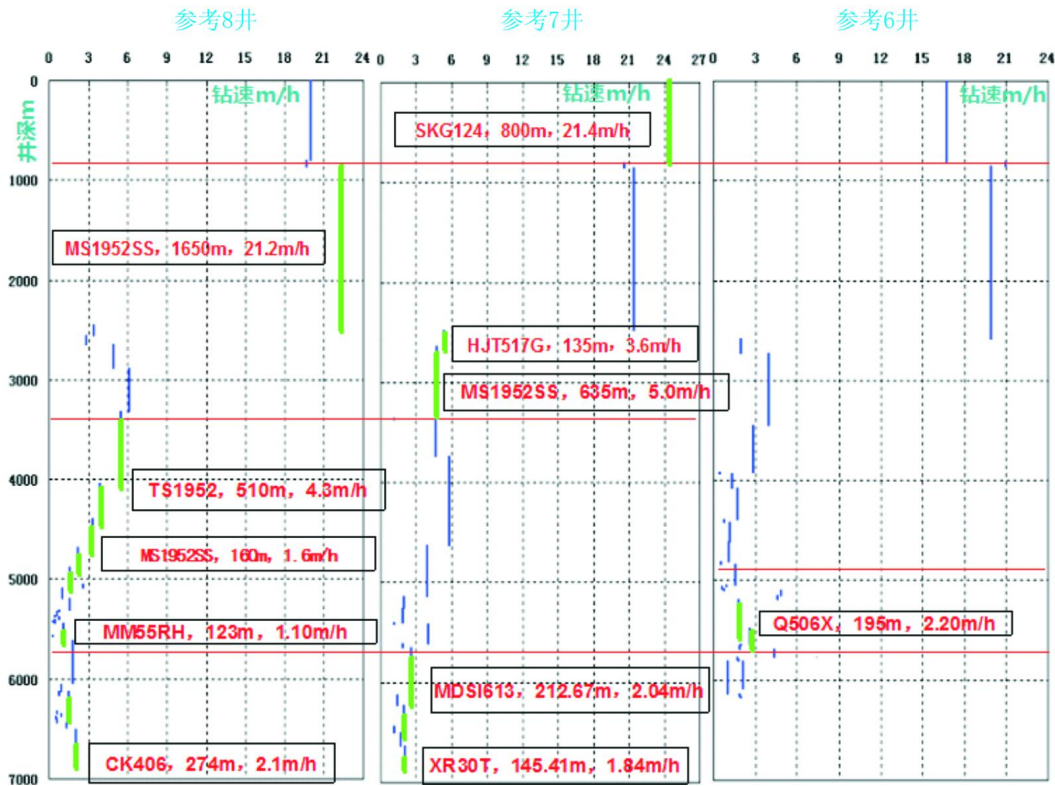 参考8井
参考7井
参考6井
0 3 6 9 12 15 18 21 24
0 3 6 9 12 15 18 21 24 27
0 3 6 9 12 15 18 21 24
0
1000
2000
3000
4000
5000
6000
7000
井深m
钻速m/h
钻速m/h
钻速m/h
SKG124，800m，21.4m/h
MS1952SS，1650m，21.2m/h
HJT517G，135m，3.6m/h
MS1952SS，635m，5.0m/h
TS1952，510m，4.3m/h
MS1952SS，160m，1.6m/h
MM55RH，123m，1.10m/h
Q506X，195m，2.20m/h
MDSI613，212.67m，2.04m/h
CK406，274m，2.1m/h
XR30T，145.41m，1.84m/h